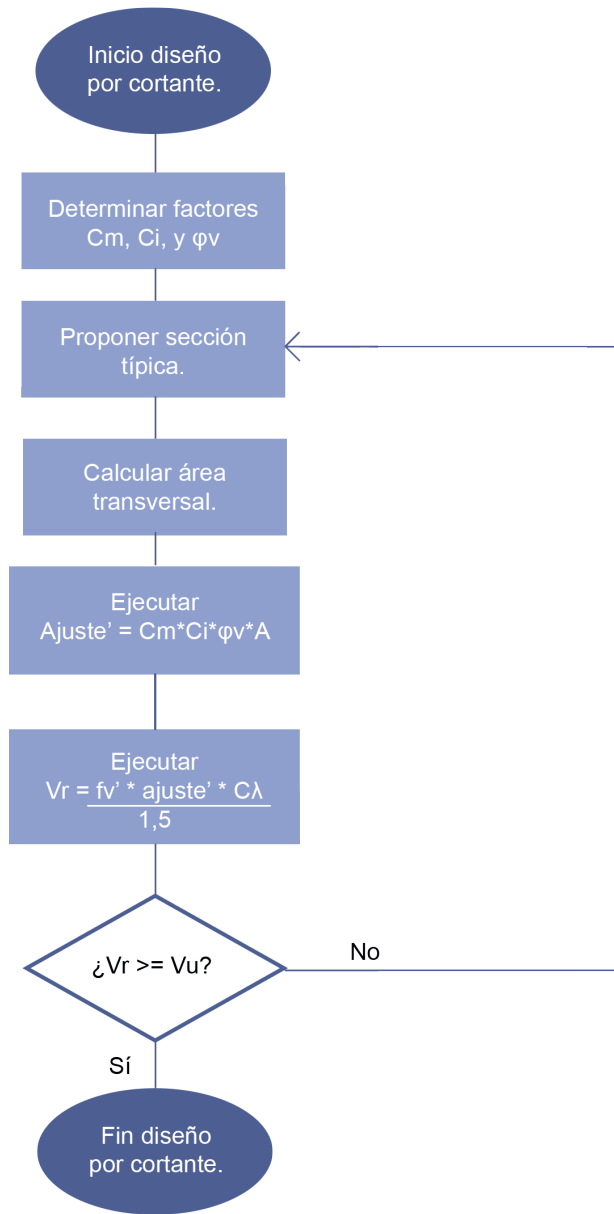 Inicio diseño
por cortante.
Determinar factores
Cm, Ci, y φv
Proponer sección
típica.
Calcular área
transversal.
Ejecutar
Ajuste’ = Cm*Ci*φv*A
Ejecutar
Vr = fv’ * ajuste’ * Cλ
1,5
¿Vr >= Vu?
No
Sí
Fin diseño
por cortante.